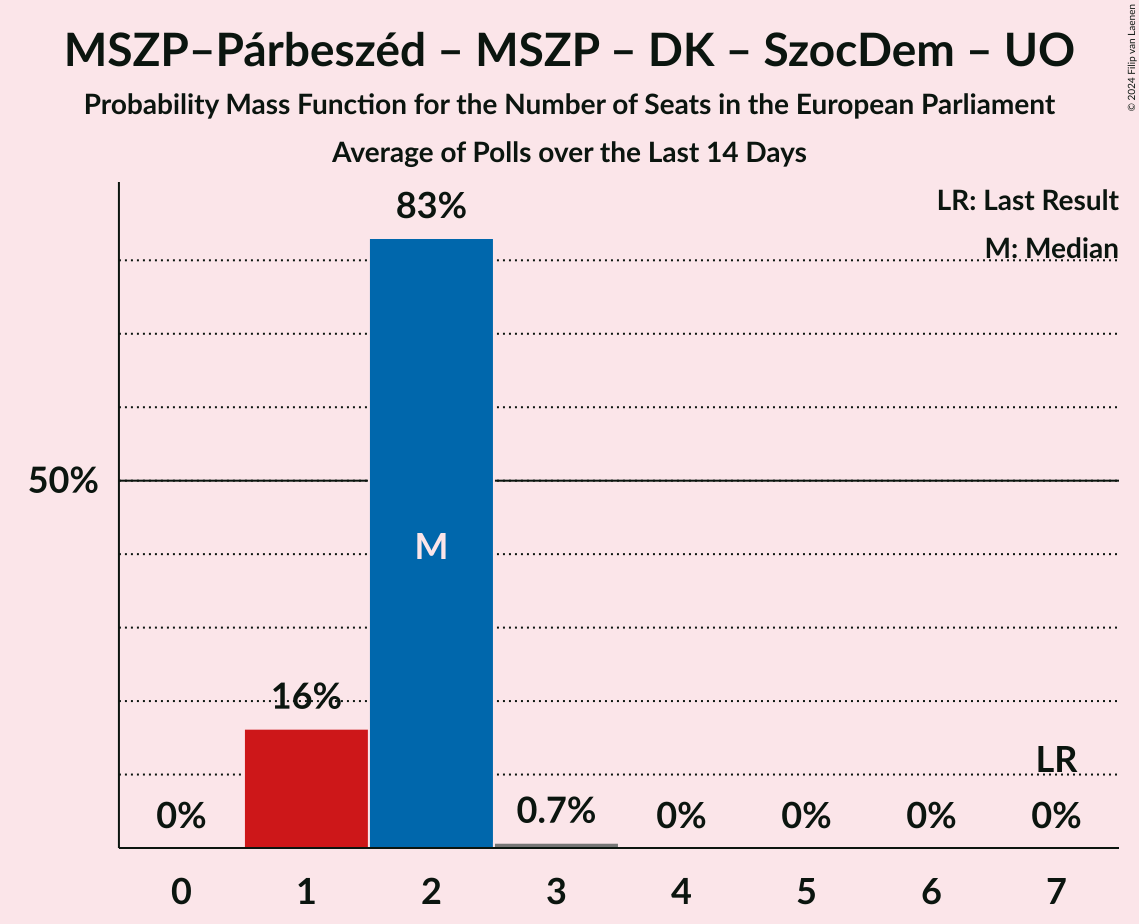 MSZP–Párbeszéd – MSZP – DK – SzocDem – UO
Probability Mass Function for the Number of Seats in the European Parliament
Average of Polls over the Last 14 Days
© 2024 Filip van Laenen
LR: Last Result
M: Median
83%
50%
M
16%
LR
0%
0.7%
0%
0%
0%
0%
0 1 2 3 4 5 6 7